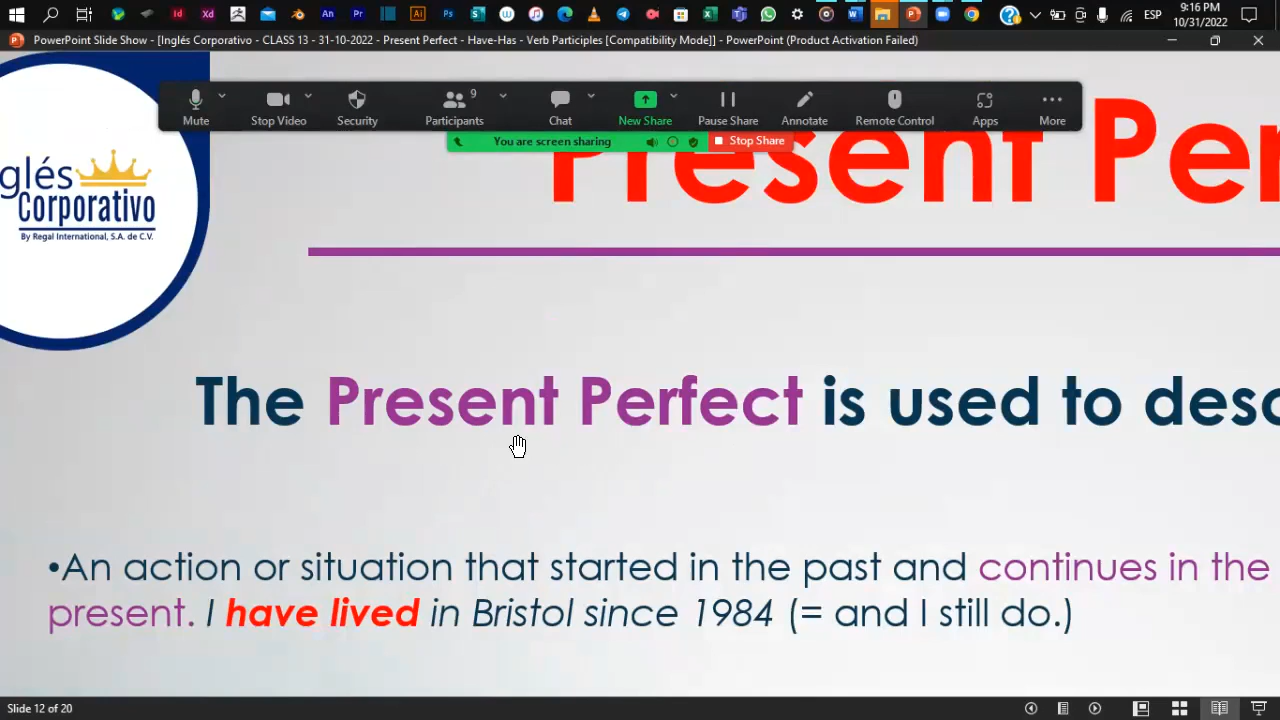 9:16 PM
ESP
10/31/2022
PowerPoint Slide Show - [Inglés Corporativo - CLASS 13 - 31-10-2022 - Present Perfect - Have-Has - Verb Participles [Compatibility Mode]] - PowerPoint (Product Activation Failed)
9
Mute
Stop Video
Security
Participants
Chat
New Share
Pause Share
Annotate
Remote Control
Apps
More
You are screen sharing
Stop Share
Present Per
glés
Corporativo
By Regal International, S.A. de C.V.
The Present Perfect is used to desc
•An action or situation that started in the past and continues in the
present. I have lived in Bristol since 1984 (= and I still do.)
Slide 12 of 20